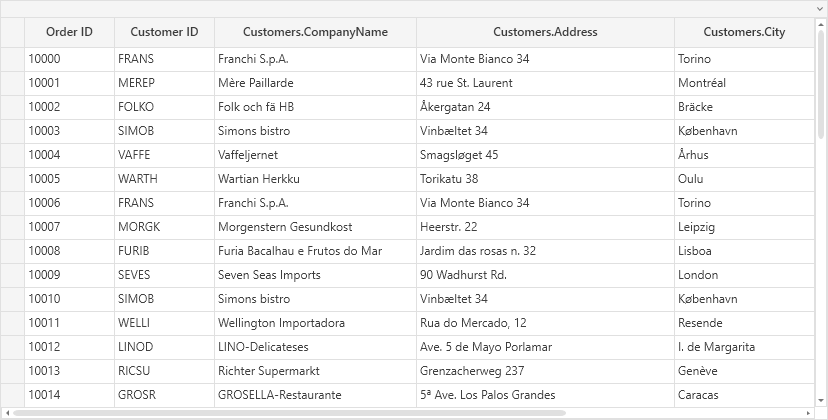 Order ID Customer ID Customers.CompanyName Customers.Address Customers.City
10000 FRANS Franchi S.p.A. Via Monte Bianco 34 Torino
10001 MEREP Mère Paillarde 43 rue St. Laurent Montréal
10002 FOLKO Folk och fä HB Åkergatan 24 Bräcke
10003 SIMOB Simons bistro Vinbæltet 34 København
10004 VAFFE Vaffeljernet Smagsløget 45 Århus
10005 WARTH Wartian Herkku Torikatu 38 Oulu
10006 FRANS Franchi S.p.A. Via Monte Bianco 34 Torino
10007 MORGK Morgenstern Gesundkost Heerstr. 22 Leipzig
10008 FURIB Furia Bacalhau e Frutos do Mar Jardim das rosas n. 32 Lisboa
10009 SEVES Seven Seas Imports 90 Wadhurst Rd. London
10010 SIMOB Simons bistro Vinbæltet 34 København
10011 WELLI Wellington Importadora Rua do Mercado, 12 Resende
10012 LINOD LINO-Delicateses Ave. 5 de Mayo Porlamar I. de Margarita
10013 RICSU Richter Supermarkt Grenzacherweg 237 Genève
10014 GROSR GROSELLA-Restaurante 5ª Ave. Los Palos Grandes Caracas